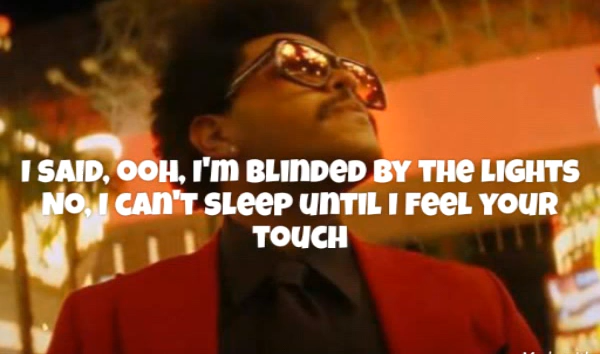 I SAID, OOH, I'M BLINDED BY THE LIGHTS
NO, I CAN'T SLEEP UNTIL I FEEL YOUR
TOUCH